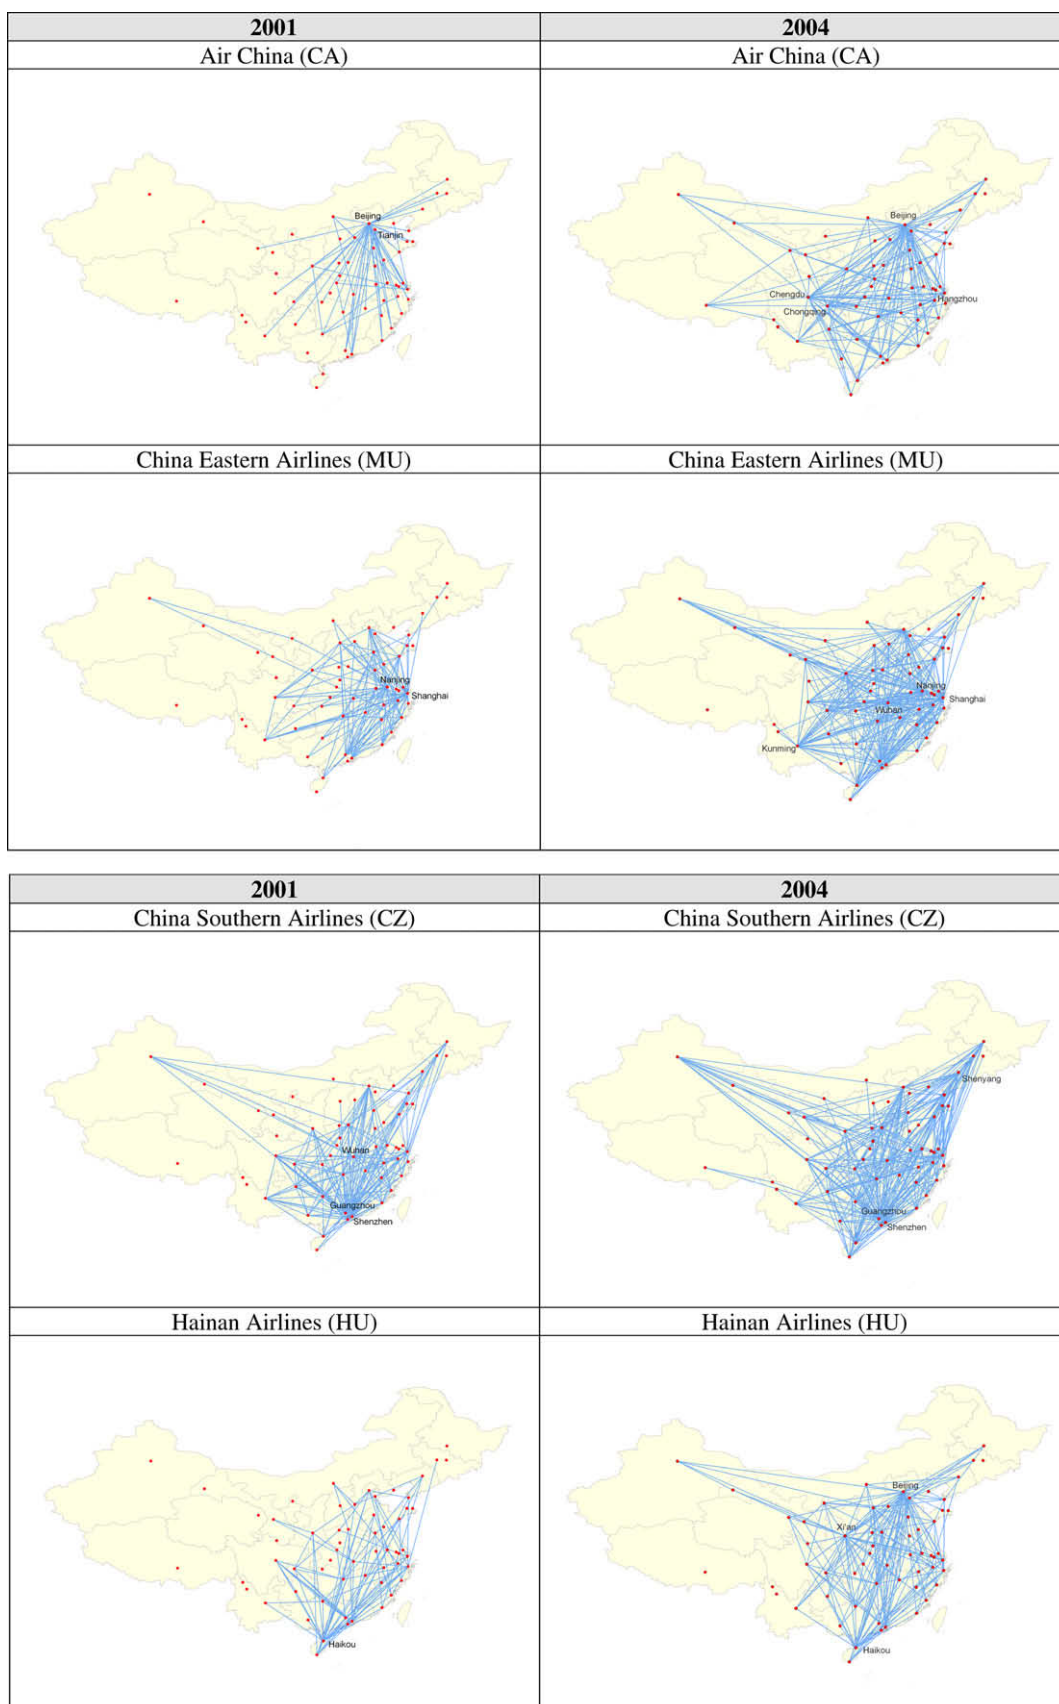 2001 2004
Air China (CA) Air China (CA)
Beijing
Tianjin
Beijing
Chengdu
Chongqing
Hangzhou
China Eastern Airlines (MU) China Eastern Airlines (MU)
Nanjing
Shanghai
Nanjing
Shanghai
Wuhan
Kunming
2001 2004
China Southern Airlines (CZ) China Southern Airlines (CZ)
Wuhan
Guangzhou
Shenzhen
Shenyang
Guangzhou
Shenzhen
Hainan Airlines (HU) Hainan Airlines (HU)
Haikou
Beijing
Xi'an
Haikou